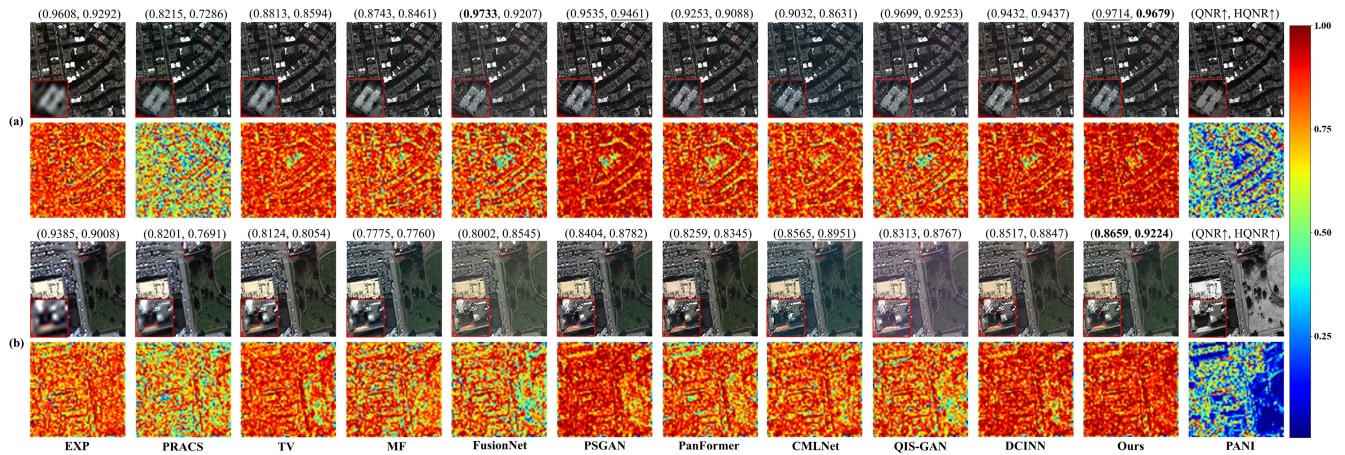 (0.9608, 0.9292) (0.8215, 0.7286) (0.8813, 0.8594) (0.8743, 0.8461) (0.9733, 0.9207) (0.9535, 0.9461) (0.9253, 0.9088) (0.9032, 0.8631) (0.9699, 0.9253) (0.9432, 0.9437) (0.9714, 0.9679) (QNR↑, HQNR↑)
1.00
(a)
0.75
(0.9385, 0.9008) (0.8201, 0.7691) (0.8124, 0.8054) (0.7775, 0.7760) (0.8002, 0.8545) (0.8404, 0.8782) (0.8259, 0.8345) (0.8565, 0.8951) (0.8313, 0.8767) (0.8517, 0.8847) (0.8659, 0.9224) (QNR↑, HQNR↑)
0.50
(b)
0.25
EXP PRACS TV MF FusionNet PSGAN PanFormer CMLNet QIS-GAN DCINN Ours PANI